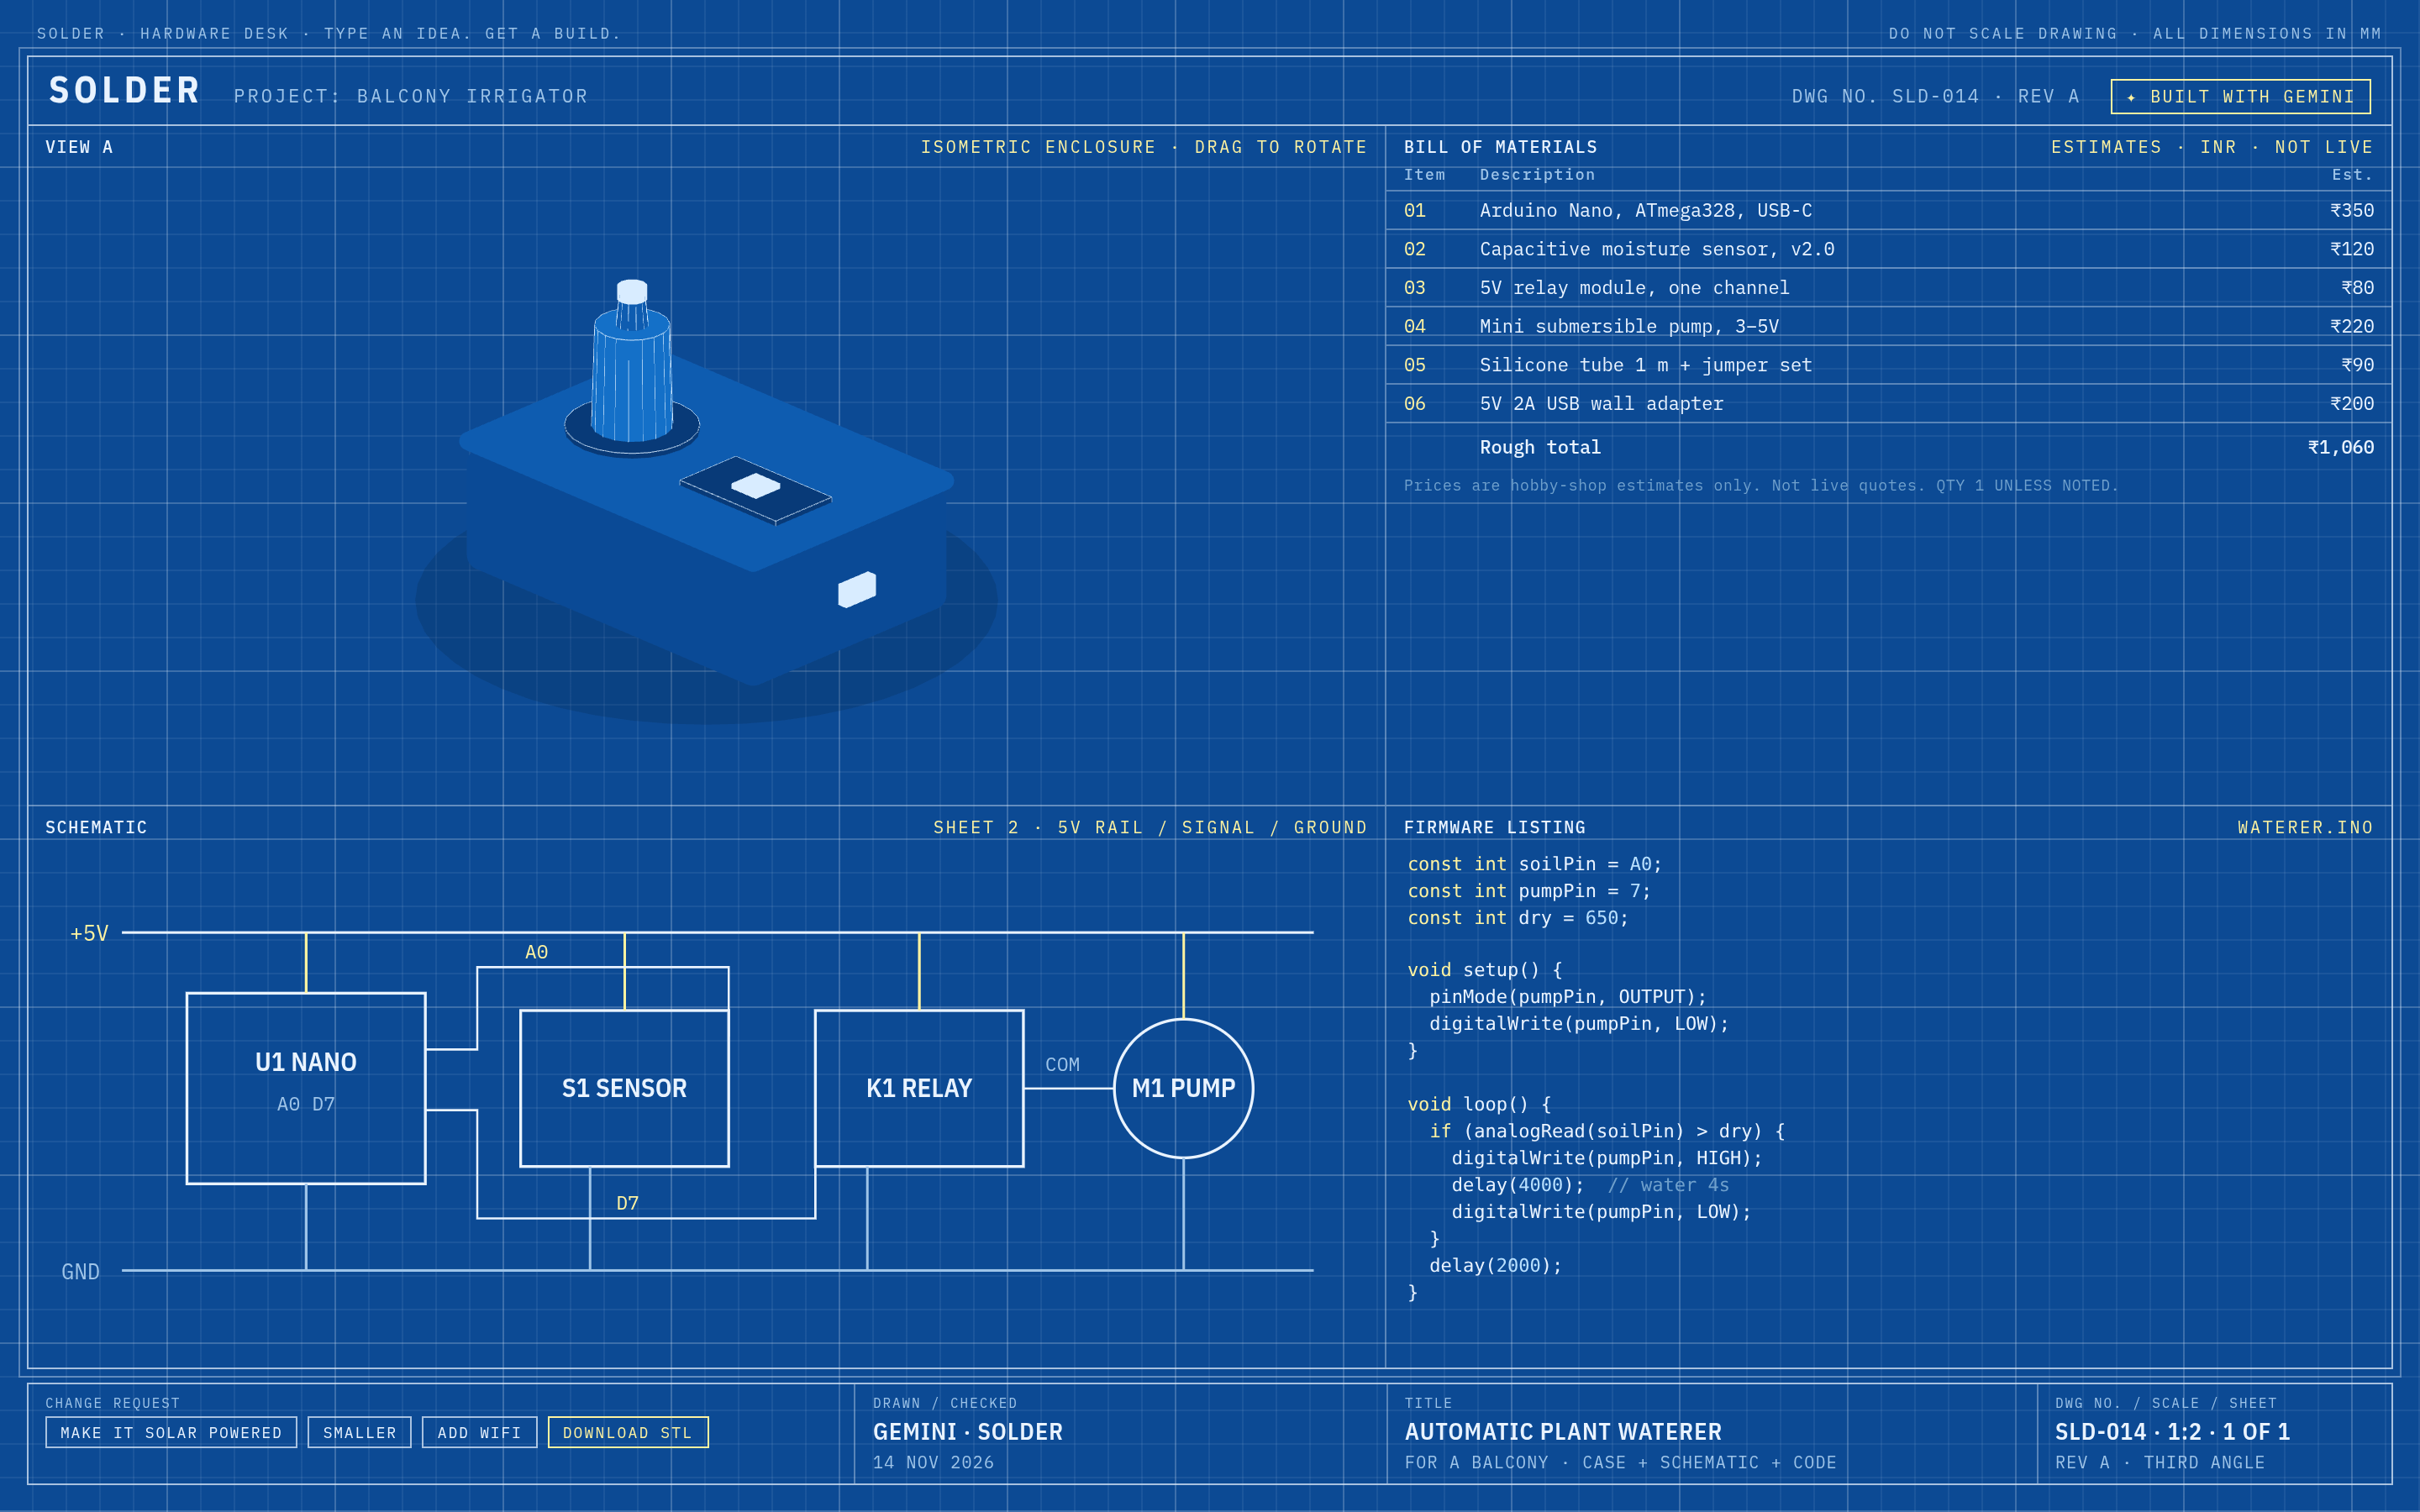 SOLDER · HARDWARE DESK · TYPE AN IDEA. GET A BUILD.
DO NOT SCALE DRAWING · ALL DIMENSIONS IN MM
SOLDER PROJECT: BALCONY IRRIGATOR
DWG NO. SLD-014 · REV A
✦ BUILT WITH GEMINI
VIEW A
ISOMETRIC ENCLOSURE · DRAG TO ROTATE
BILL OF MATERIALS
ESTIMATES · INR · NOT LIVE
Item Description Est.
01 Arduino Nano, ATmega328, USB-C ₹350
02 Capacitive moisture sensor, v2.0 ₹120
03 5V relay module, one channel ₹80
04 Mini submersible pump, 3–5V ₹220
05 Silicone tube 1 m + jumper set ₹90
06 5V 2A USB wall adapter ₹200
Rough total ₹1,060
Prices are hobby-shop estimates only. Not live quotes. QTY 1 UNLESS NOTED.
SCHEMATIC
SHEET 2 · 5V RAIL / SIGNAL / GROUND
+5V
A0
U1 NANO
A0 D7
S1 SENSOR
K1 RELAY
COM
M1 PUMP
D7
GND
FIRMWARE LISTING
WATERER.INO
const int soilPin = A0;
const int pumpPin = 7;
const int dry = 650;
void setup() {
pinMode(pumpPin, OUTPUT);
digitalWrite(pumpPin, LOW);
}
void loop() {
if (analogRead(soilPin) > dry) {
digitalWrite(pumpPin, HIGH);
delay(4000); // water 4s
digitalWrite(pumpPin, LOW);
}
delay(2000);
}
CHANGE REQUEST
MAKE IT SOLAR POWERED
SMALLER
ADD WIFI
DOWNLOAD STL
DRAWN / CHECKED
GEMINI · SOLDER
14 NOV 2026
TITLE
AUTOMATIC PLANT WATERER
FOR A BALCONY · CASE + SCHEMATIC + CODE
DWG NO. / SCALE / SHEET
SLD-014 · 1:2 · 1 OF 1
REV A · THIRD ANGLE